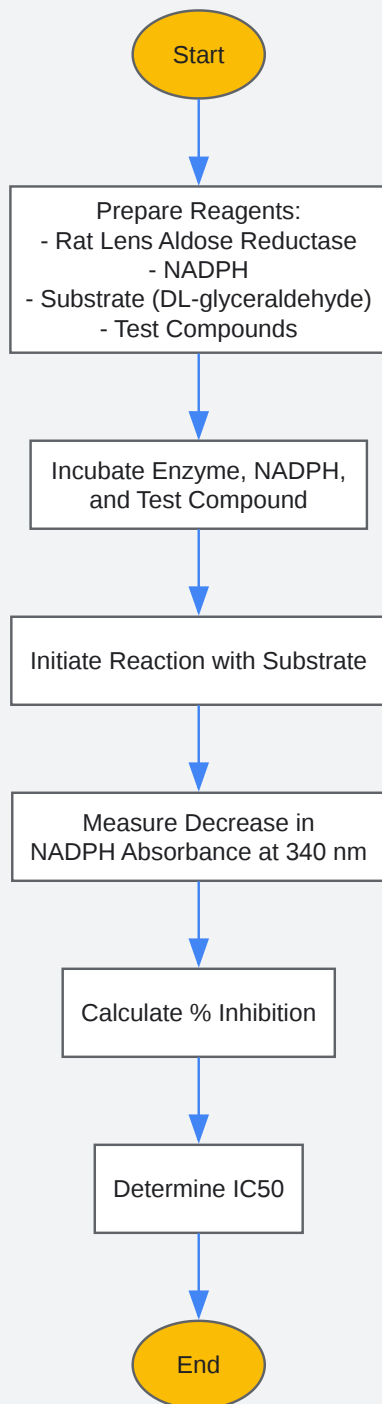 Start
Prepare Reagents:
- Rat Lens Aldose Reductase
- NADPH
- Substrate (DL-glyceraldehyde)
- Test Compounds
Incubate Enzyme, NADPH,
and Test Compound
Initiate Reaction with Substrate
Measure Decrease in
NADPH Absorbance at 340 nm
Calculate % Inhibition
Determine IC50
End